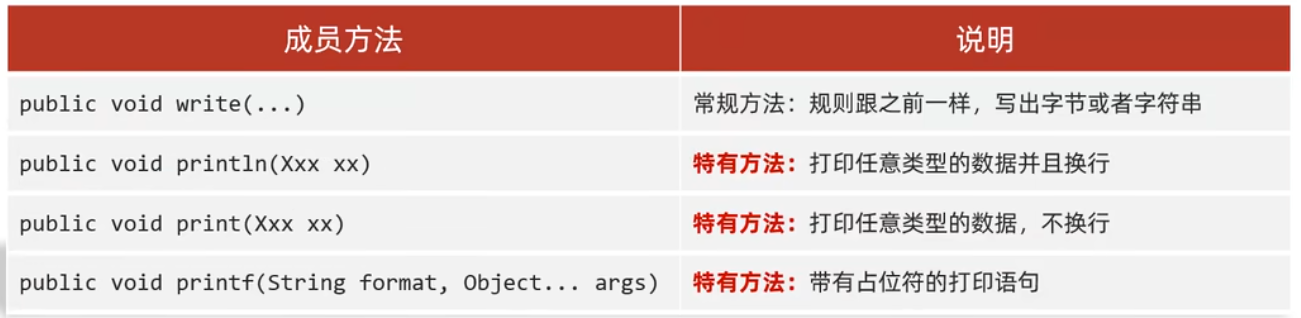 成员方法 说明
public void write(...) 常规方法：规则跟之前一样，写出字节或者字符串
public void println(Xxx xx) 特有方法：打印任意类型的数据并且换行
public void print(Xxx xx) 特有方法：打印任意类型的数据，不换行
public void printf(String format, Object... args) 特有方法：带有占位符的打印语句